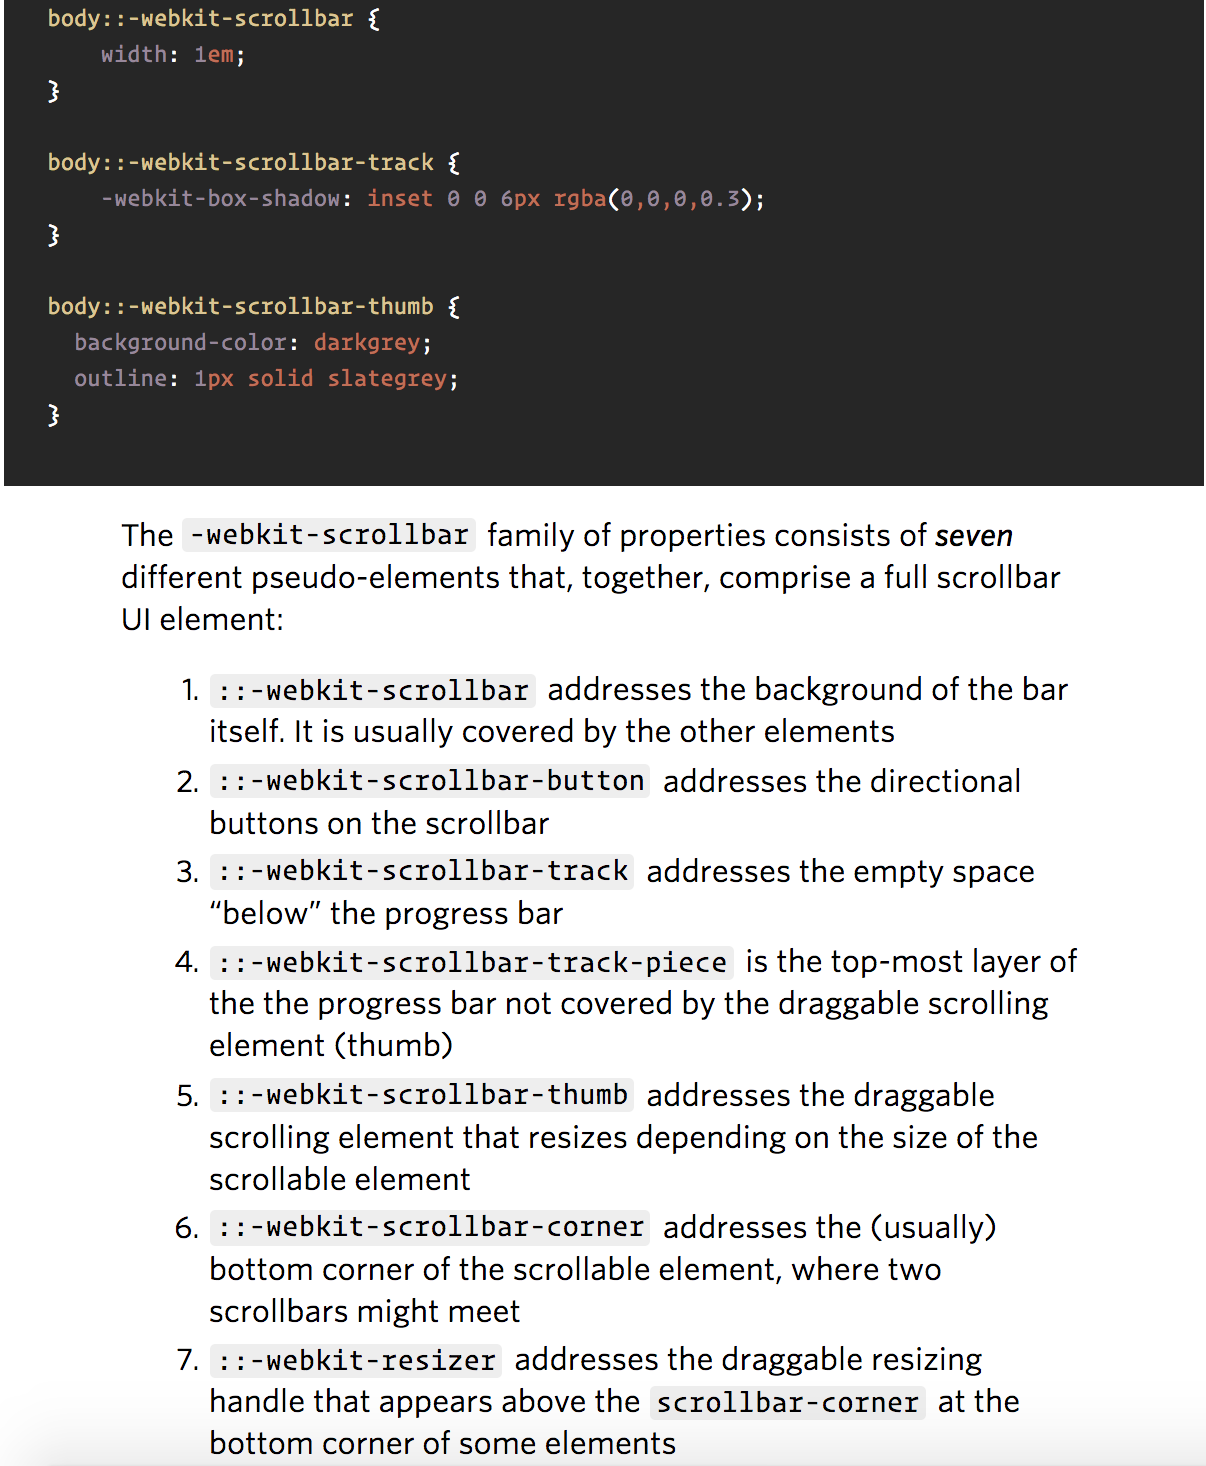 body::-webkit-scrollbar {
    width: 1em;
}

body::-webkit-scrollbar-track {
    -webkit-box-shadow: inset 0 0 6px rgba(0,0,0,0.3);
}

body::-webkit-scrollbar-thumb {
  background-color: darkgrey;
  outline: 1px solid slategrey;
}

The -webkit-scrollbar family of properties consists of seven
different pseudo-elements that, together, comprise a full scrollbar
UI element:
1. ::-webkit-scrollbar addresses the background of the bar
itself. It is usually covered by the other elements
2. ::-webkit-scrollbar-button addresses the directional
buttons on the scrollbar
3. ::-webkit-scrollbar-track addresses the empty space
“below” the progress bar
4. ::-webkit-scrollbar-track-piece is the top-most layer of
the the progress bar not covered by the draggable scrolling
element (thumb)
5. ::-webkit-scrollbar-thumb addresses the draggable
scrolling element that resizes depending on the size of the
scrollable element
6. ::-webkit-scrollbar-corner addresses the (usually)
bottom corner of the scrollable element, where two
scrollbars might meet
7. ::-webkit-resizer addresses the draggable resizing
handle that appears above the scrollbar-corner at the
bottom corner of some elements